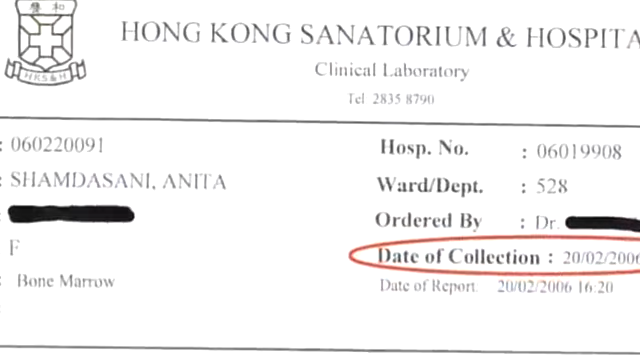 譽 和
HKS&H
HONG KONG SANATORIUM & HOSPITA
Clinical Laboratory
Tel 2835 8790
: 060220091
Hosp. No. : 06019908
: SHAMDASANI, ANITA
Ward/Dept. : 528
:
Ordered By : Dr.
F
Date of Collection : 20/02/2006
: Bone Marrow
Date of Report 20/02/2006 16:20